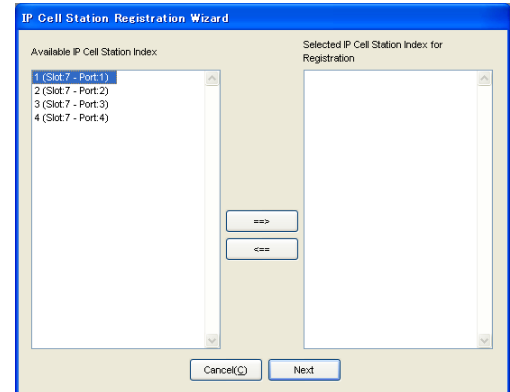 IP Cell Station Registration Wizard
Available IP Cell Station Index
Selected IP Cell Station Index for
Registration
1 (Slot:7 - Port:1)
2 (Slot:7 - Port:2)
3 (Slot:7 - Port:3)
4 (Slot:7 - Port:4)
==>
<==
Cancel(C)
Next